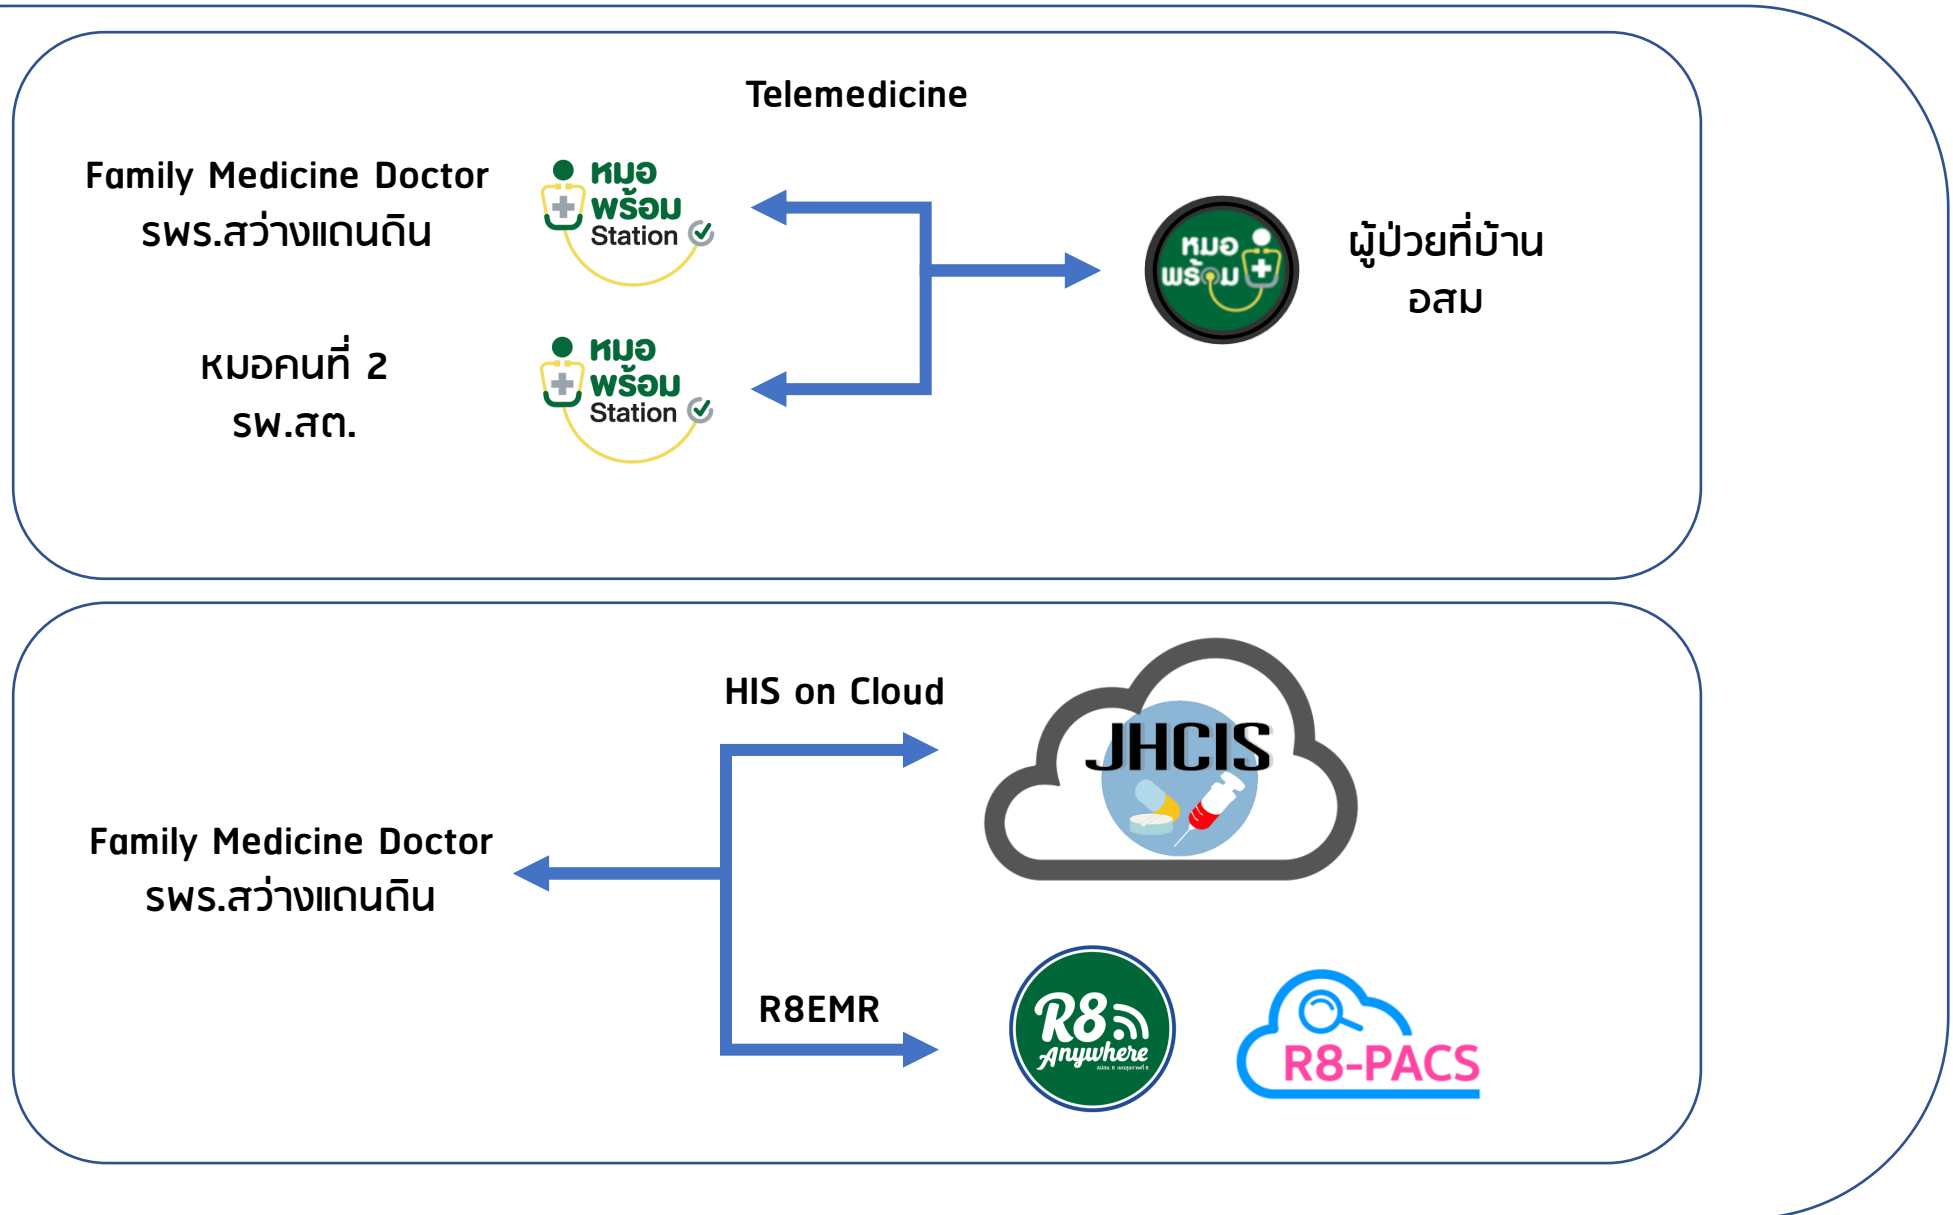 Telemedicine
Family Medicine Doctor
รพร.สว่างแดนดิน
หมอ
พร้อม
Station
หมอ
พร้อม
ผู้ป่วยที่บ้าน
อสม
หมอคนที่ 2
รพ.สต.
หมอ
พร้อม
Station
HIS on Cloud
JHCIS
Family Medicine Doctor
รพร.สว่างแดนดิน
R8EMR
R8
Anywhere
R8-PACS